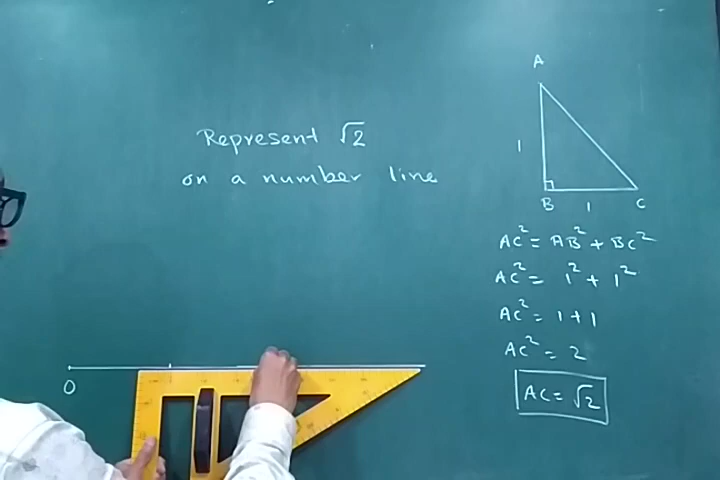 Represent √2
on a number line
A
1
B 1 C
AC² = AB² + BC²
AC² = 1² + 1²
AC² = 1 + 1
AC² = 2
AC = √2
0